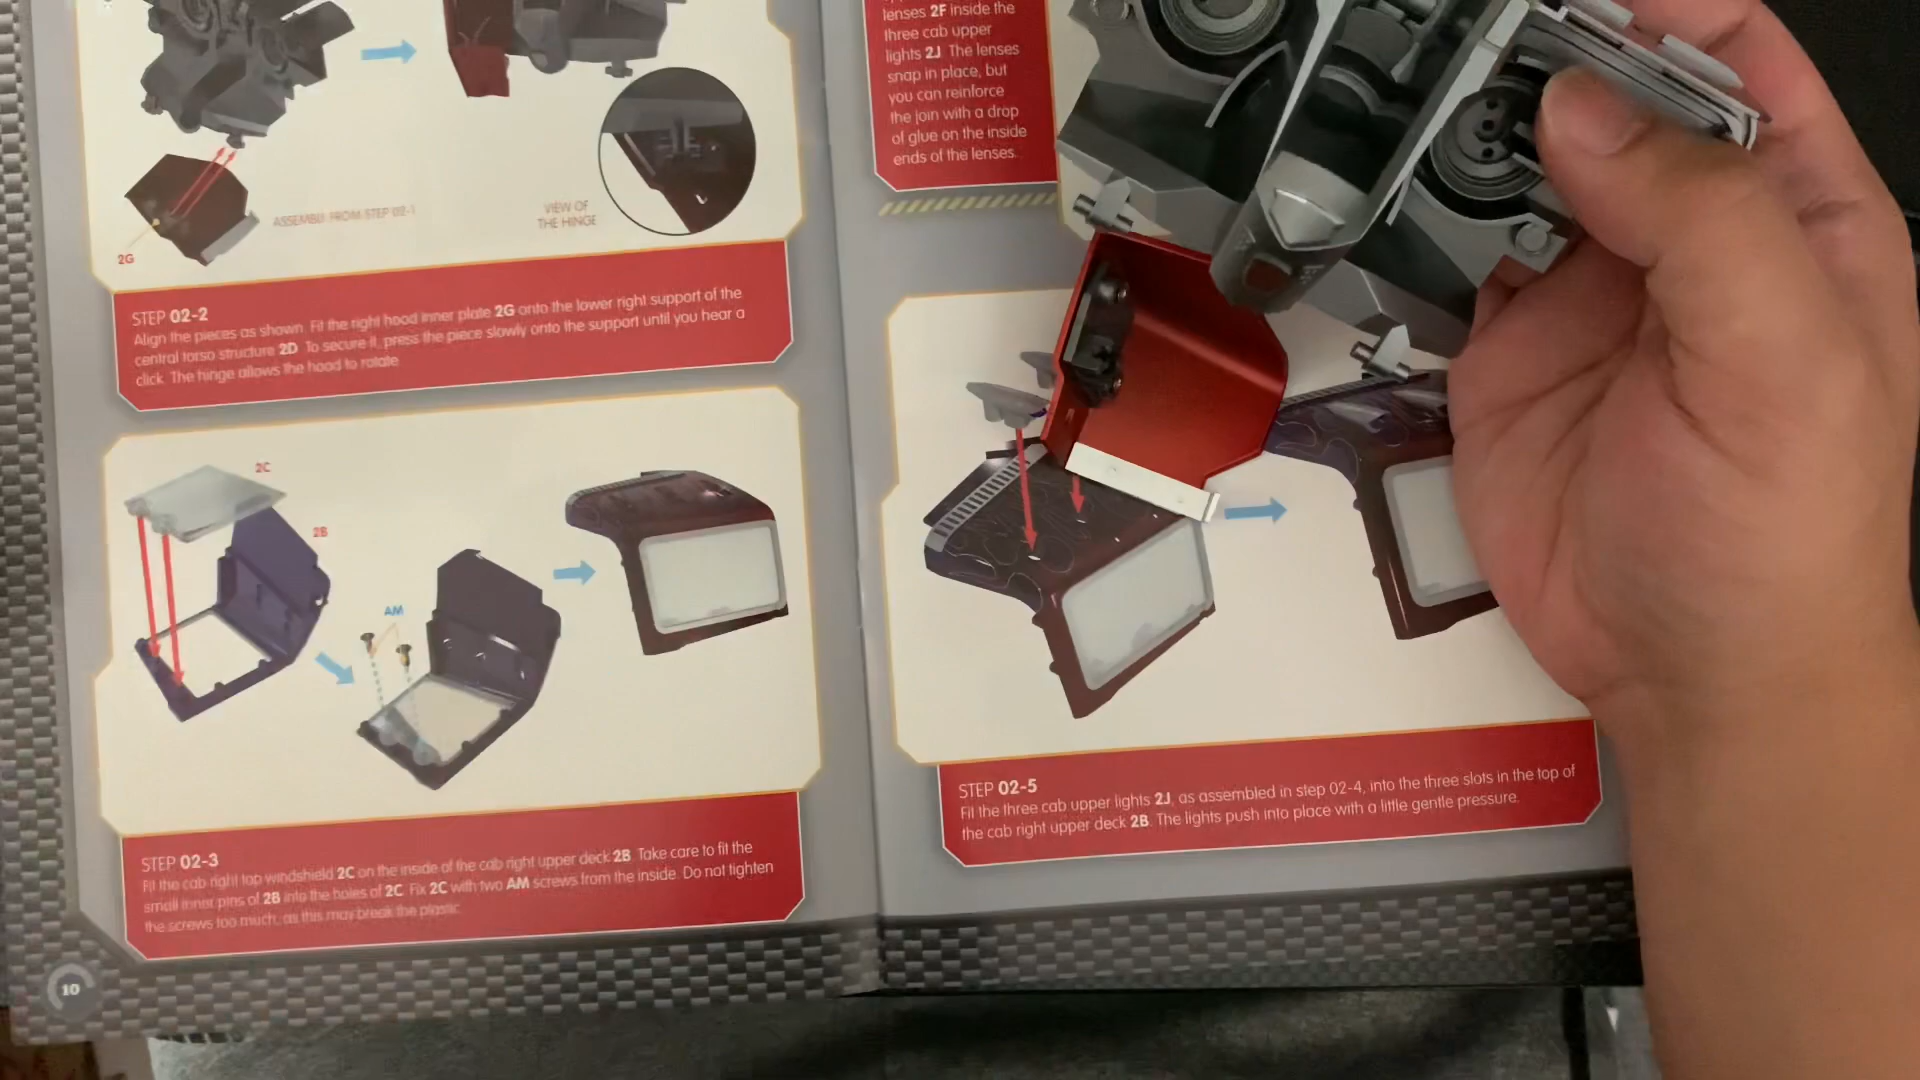 ASSEMBLY FROM STEP 02-1
VIEW OF
THE HINGE
2G
STEP 02-2
Align the pieces as shown. Fit the right hood inner plate 2G onto the lower right support of the
central torso structure 2D. To secure it, press the piece slowly onto the support until you hear a
click. The hinge allows the hood to rotate.
2C
2B
AM
STEP 02-3
Fit the cab right top windshield 2C on the inside of the cab right upper deck 2B. Take care to fit the
small inner pins of 2B into the holes of 2C. Fix 2C with two AM screws from the inside. Do not tighten
the screws too much, as this may break the plastic.
10
lenses 2F inside the
three cab upper
lights 2J. The lenses
snap in place, but
you can reinforce
the join with a drop
of glue on the inside
ends of the lenses.
STEP 02-5
Fit the three cab upper lights 2J, as assembled in step 02-4, into the three slots in the top of
the cab right upper deck 2B. The lights push into place with a little gentle pressure.